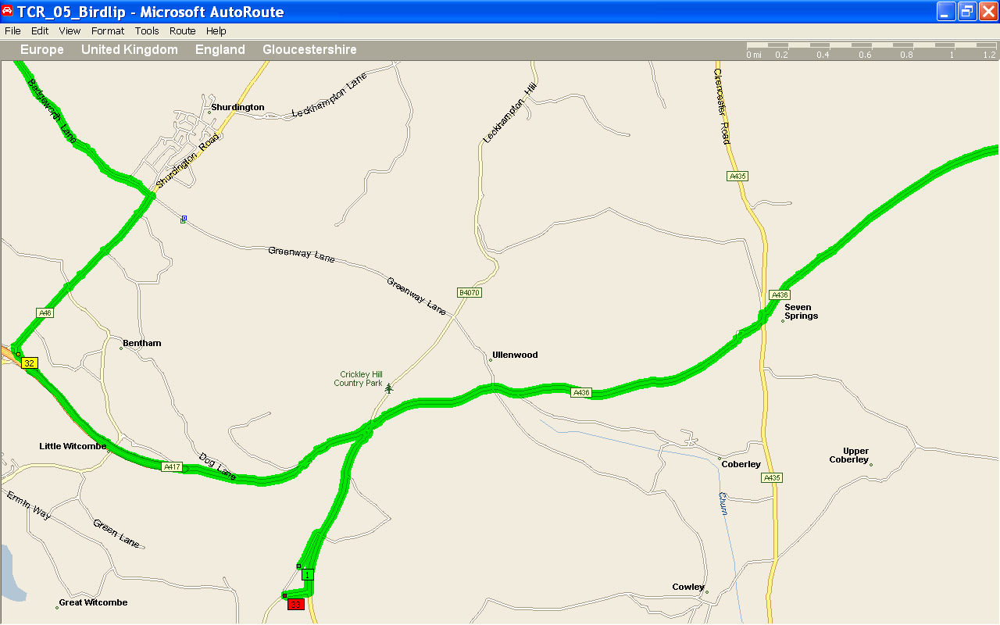 TCR_05_Birdlip - Microsoft AutoRoute
File Edit View Format Tools Route Help
Europe United Kingdom England Gloucestershire
0 mi 0.2 0.4 0.6 0.8 1 1.2
Badgeworth Lane
Shurdington
Leckhampton Lane
Leckhampton Hill
Cirencester Road
Shurdington Road
A435
Greenway Lane
Greenway Lane
B4070
A436
Seven
Springs
A46
Bentham
32
Ullenwood
Crickley Hill
Country Park
A436
Little Witcombe
Dog Lane
A417
Upper
Coberley
Coberley
A435
Churn
Ermin Way
Green Lane
1
Cowley
Great Witcombe
33